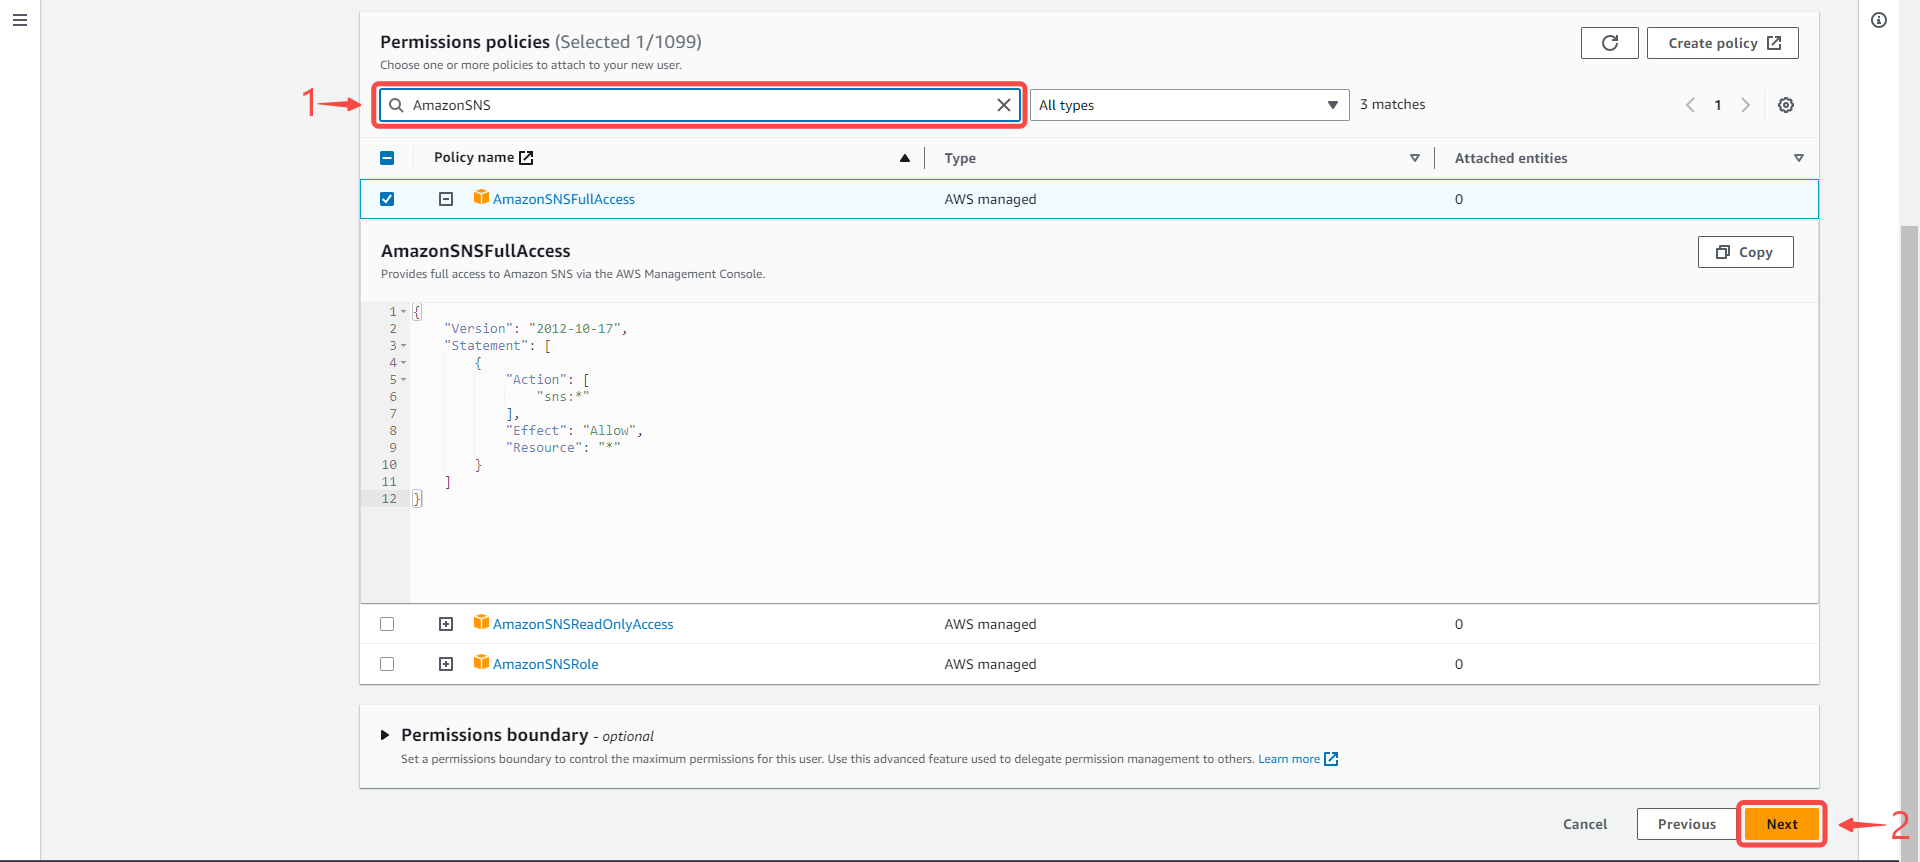 Permissions policies (Selected 1/1099)
Choose one or more policies to attach to your new user.
Create policy
1
AmazonSNS
All types
3 matches
1
Policy name
Type
Attached entities
AmazonSNSFullAccess
AWS managed
0
AmazonSNSFullAccess
Provides full access to Amazon SNS via the AWS Management Console.
Copy
1 {
2 "Version": "2012-10-17",
3 "Statement": [
4 {
5 "Action": [
6 "sns:*"
7 ],
8 "Effect": "Allow",
9 "Resource": "*"
10 }
11 ]
12 }
AmazonSNSReadOnlyAccess
AWS managed
0
AmazonSNSRole
AWS managed
0
Permissions boundary - optional
Set a permissions boundary to control the maximum permissions for this user. Use this advanced feature used to delegate permission management to others. Learn more
Cancel
Previous
Next
2